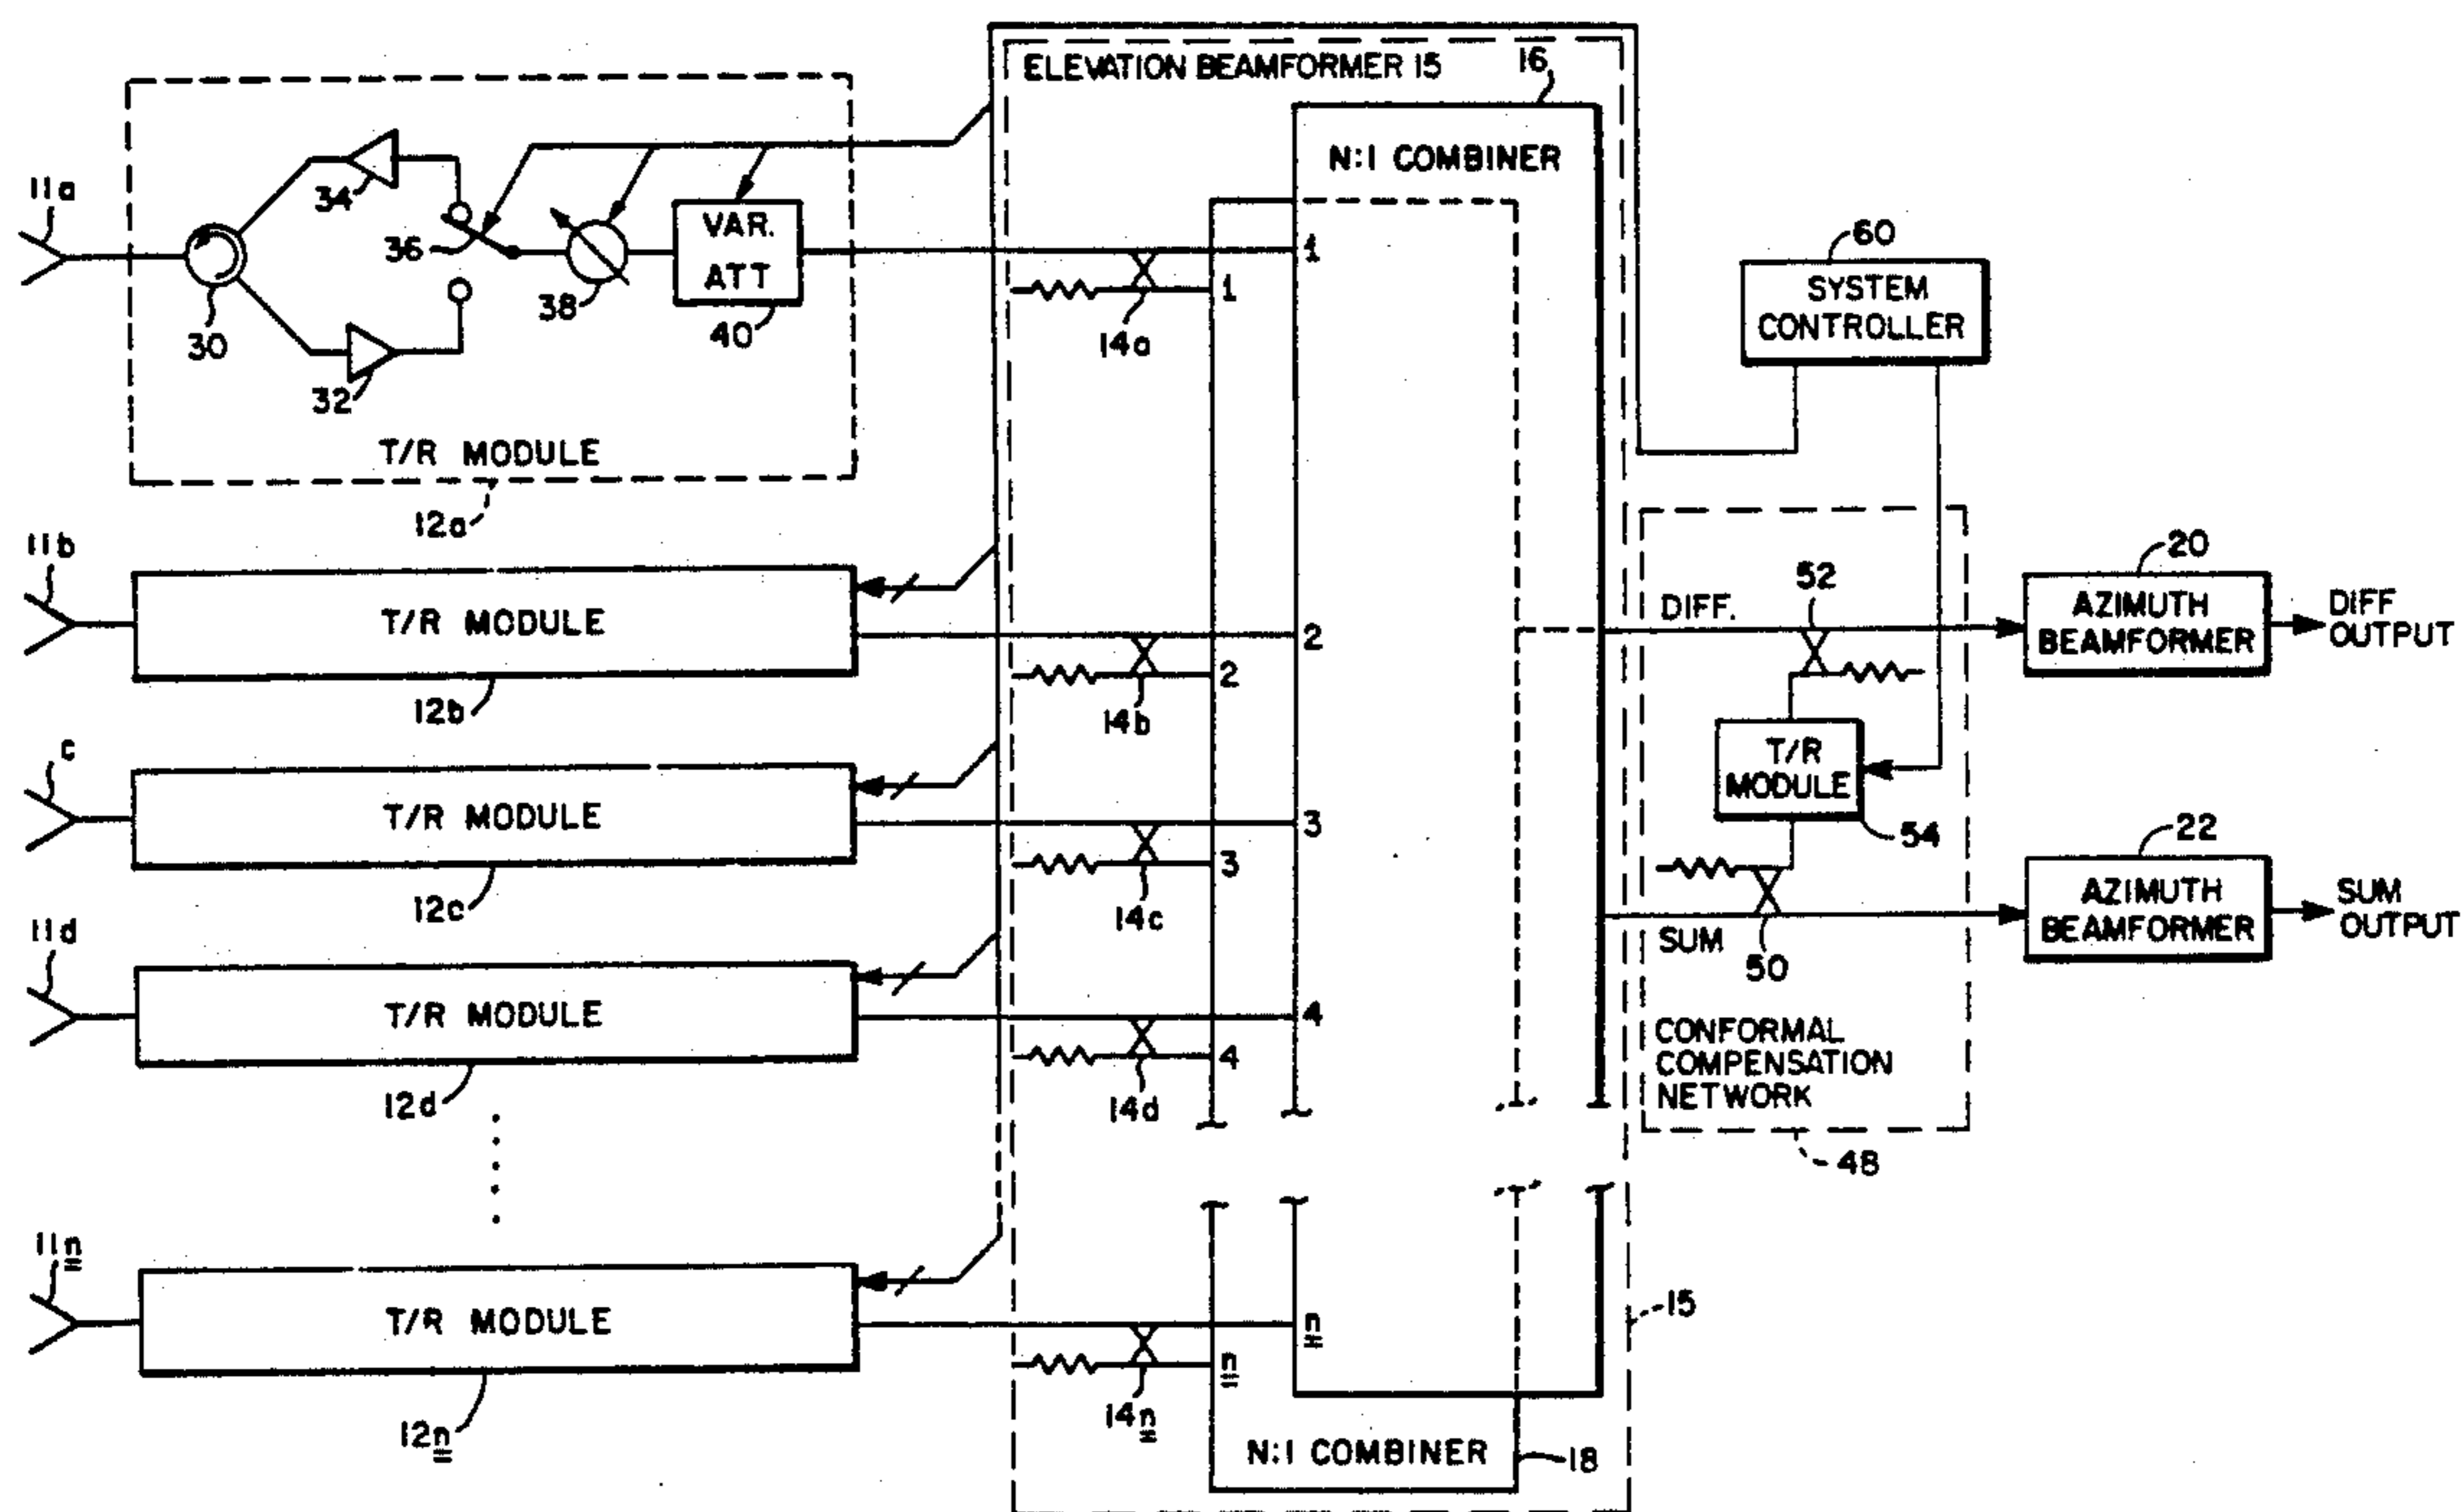 ELEVATION BEAMFORMER 15
16
N:1 COMBINER
11a
34
36
VAR.
ATT
30
38
40
32
T/R MODULE
12a
1
1
14a
60
SYSTEM
CONTROLLER
11b
T/R MODULE
12b
2
2
14b
DIFF.
52
20
AZIMUTH
BEAMFORMER
DIFF
OUTPUT
c
T/R MODULE
12c
3
3
14c
T/R
MODULE
54
22
AZIMUTH
BEAMFORMER
SUM
OUTPUT
SUM
50
11d
T/R MODULE
12d
4
4
14d
CONFORMAL
COMPENSATION
NETWORK
48
11n
T/R MODULE
12n
n
n
14n
15
N:1 COMBINER
18